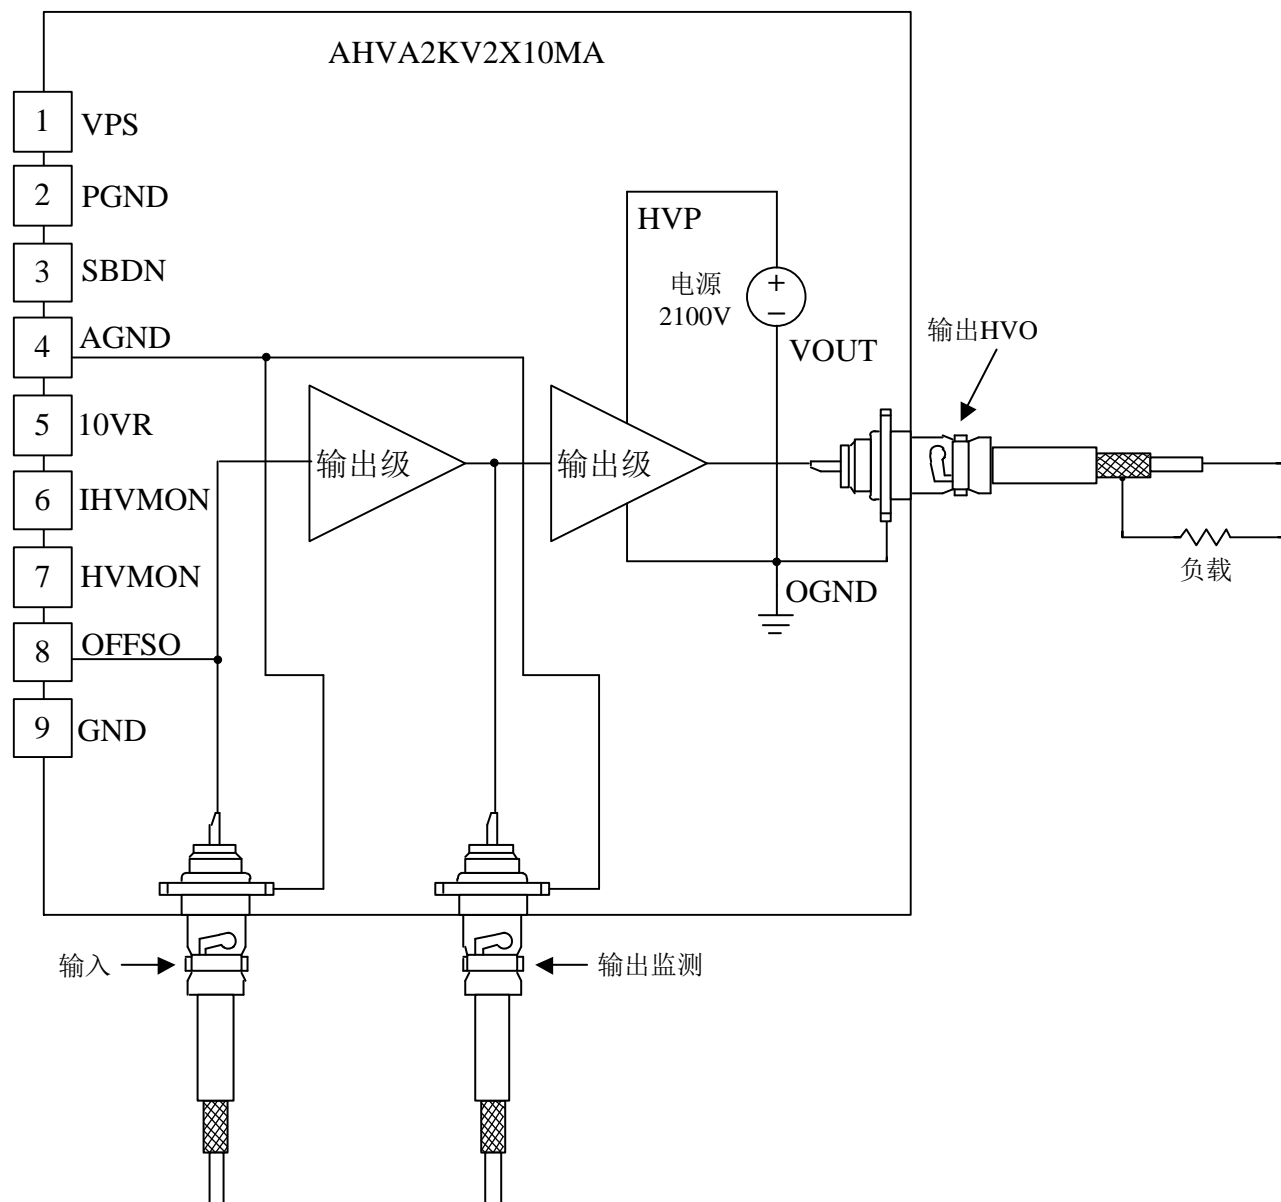 AHVA2KV2X10MA
1 VPS
2 PGND
3 SBDN
4 AGND
5 10VR
6 IHVMON
7 HVMON
8 OFFSO
9 GND
HVP
电源
2100V
+
−
VOUT
输出HVO
输出级
输出级
负载
OGND
输入
输出监测